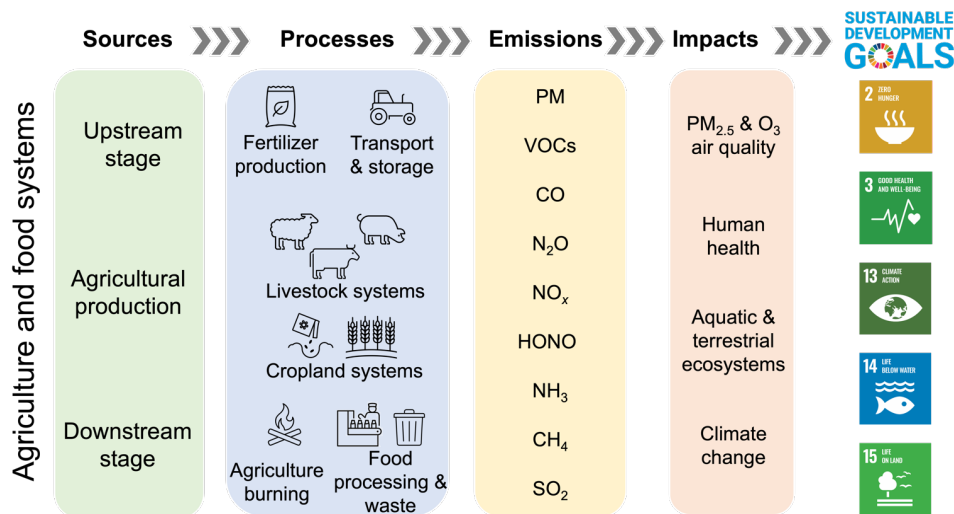 Sources
Processes
Emissions
Impacts
SUSTAINABLE
DEVELOPMENT
GOALS
Agriculture and food systems
Upstream
stage
Agricultural
production
Downstream
stage
Fertilizer
production
Transport
& storage
Livestock systems
Cropland systems
Agriculture
burning
Food
processing &
waste
PM
VOCs
CO
N₂O
NOₓ
HONO
NH₃
CH₄
SO₂
PM₂.₅ & O₃
air quality
Human
health
Aquatic &
terrestrial
ecosystems
Climate
change
2 ZERO
HUNGER
3 GOOD HEALTH
AND WELL-BEING
13 CLIMATE
ACTION
14 LIFE
BELOW WATER
15 LIFE
ON LAND